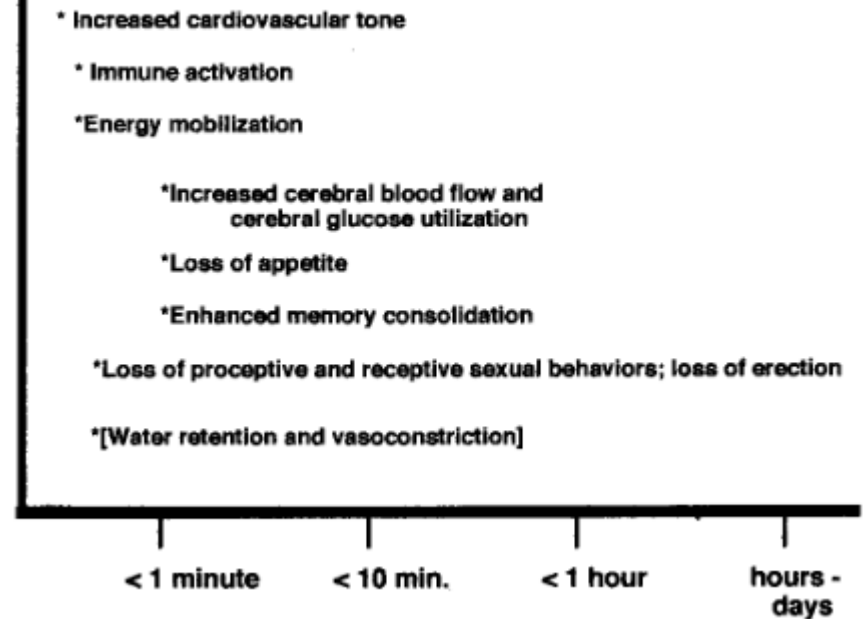 * Increased cardiovascular tone
* Immune activation
*Energy mobilization
*Increased cerebral blood flow and
cerebral glucose utilization
*Loss of appetite
*Enhanced memory consolidation
*Loss of proceptive and receptive sexual behaviors; loss of erection
*[Water retention and vasoconstriction]
< 1 minute
< 10 min.
< 1 hour
hours -
days